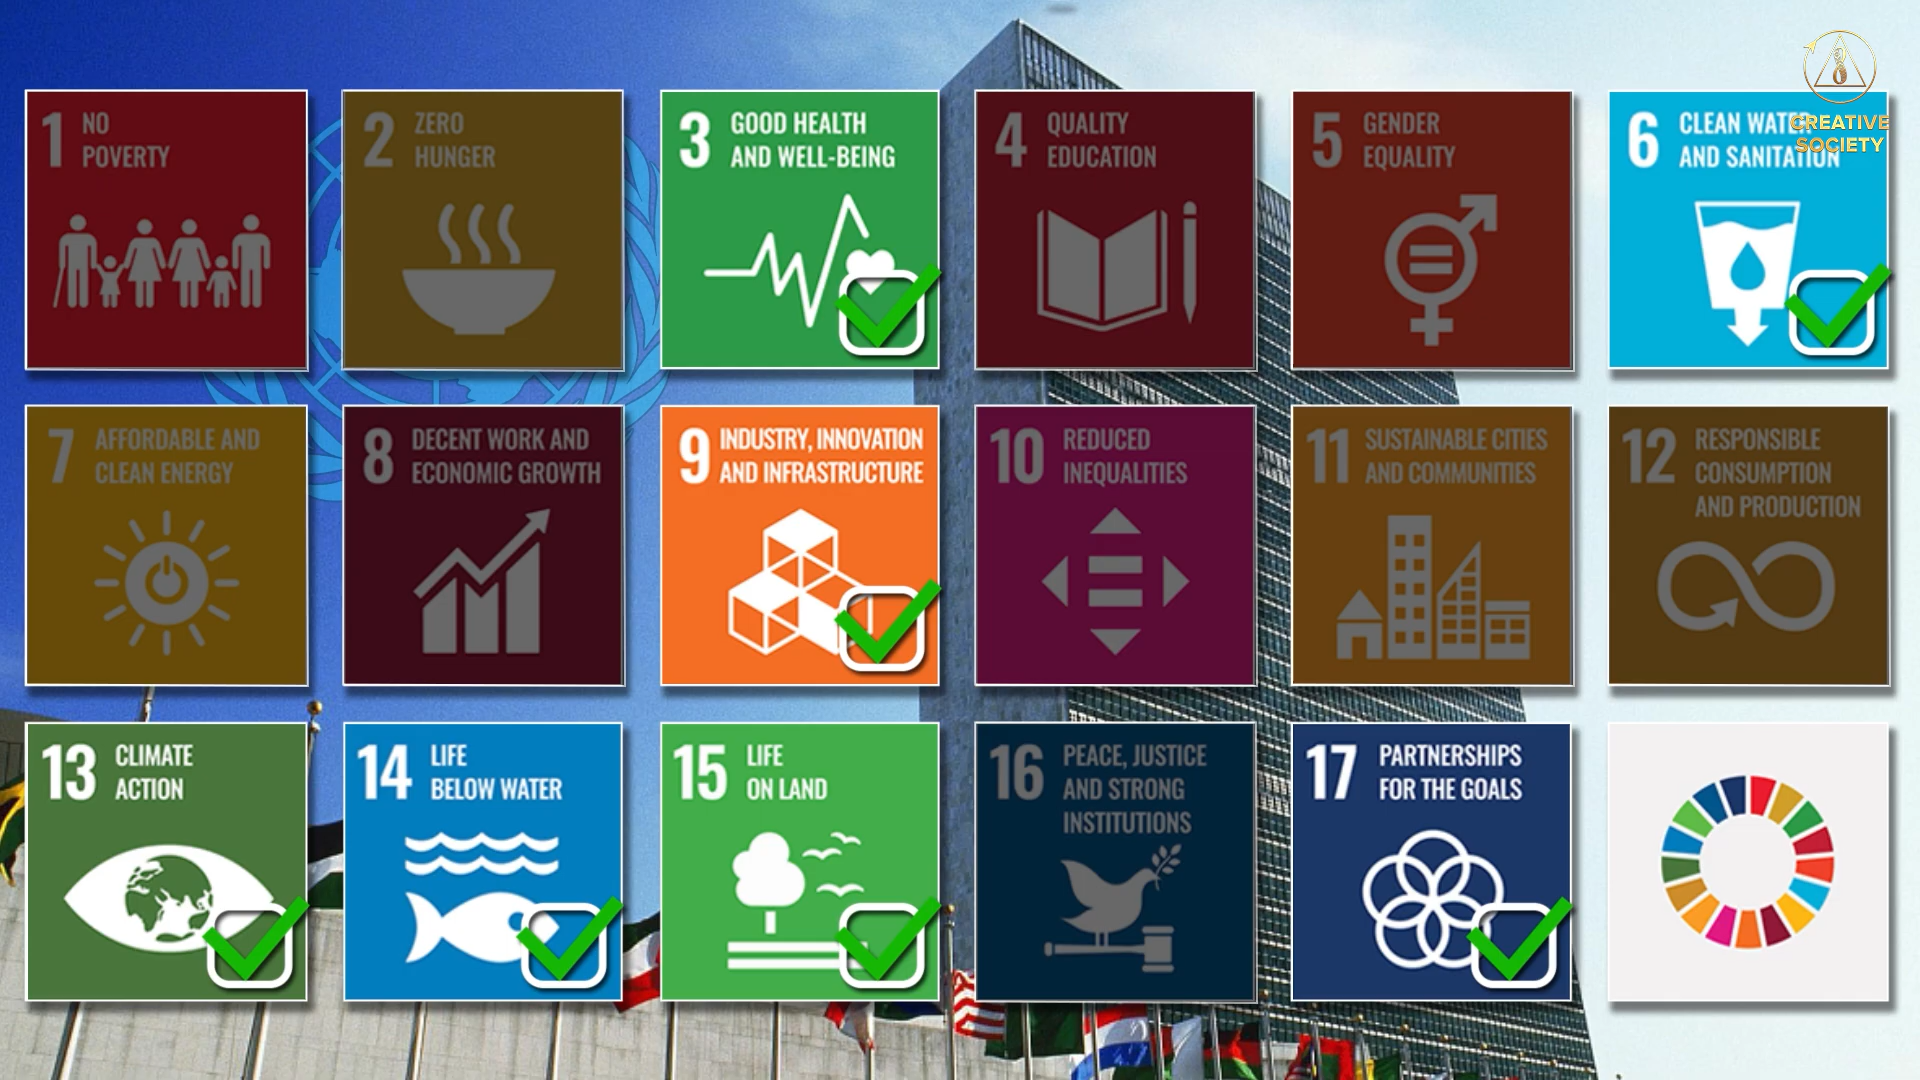 1 NO
POVERTY
2 ZERO
HUNGER
3 GOOD HEALTH
AND WELL-BEING
4 QUALITY
EDUCATION
5 GENDER
EQUALITY
6 CLEAN WATER
AND SANITATION
CREATIVE
SOCIETY
7 AFFORDABLE AND
CLEAN ENERGY
8 DECENT WORK AND
ECONOMIC GROWTH
9 INDUSTRY, INNOVATION
AND INFRASTRUCTURE
10 REDUCED
INEQUALITIES
11 SUSTAINABLE CITIES
AND COMMUNITIES
12 RESPONSIBLE
CONSUMPTION
AND PRODUCTION
13 CLIMATE
ACTION
14 LIFE
BELOW WATER
15 LIFE
ON LAND
16 PEACE, JUSTICE
AND STRONG
INSTITUTIONS
17 PARTNERSHIPS
FOR THE GOALS